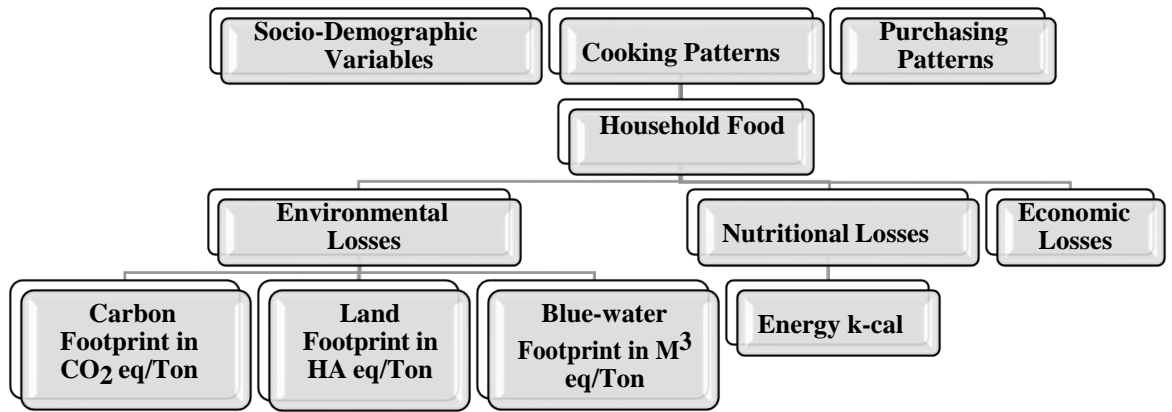 Socio-Demographic
Variables
Cooking Patterns
Purchasing
Patterns
Household Food
Environmental
Losses
Nutritional Losses
Economic
Losses
Carbon
Footprint in
CO2 eq/Ton
Land
Footprint in
HA eq/Ton
Blue-water
Footprint in M³
eq/Ton
Energy k-cal